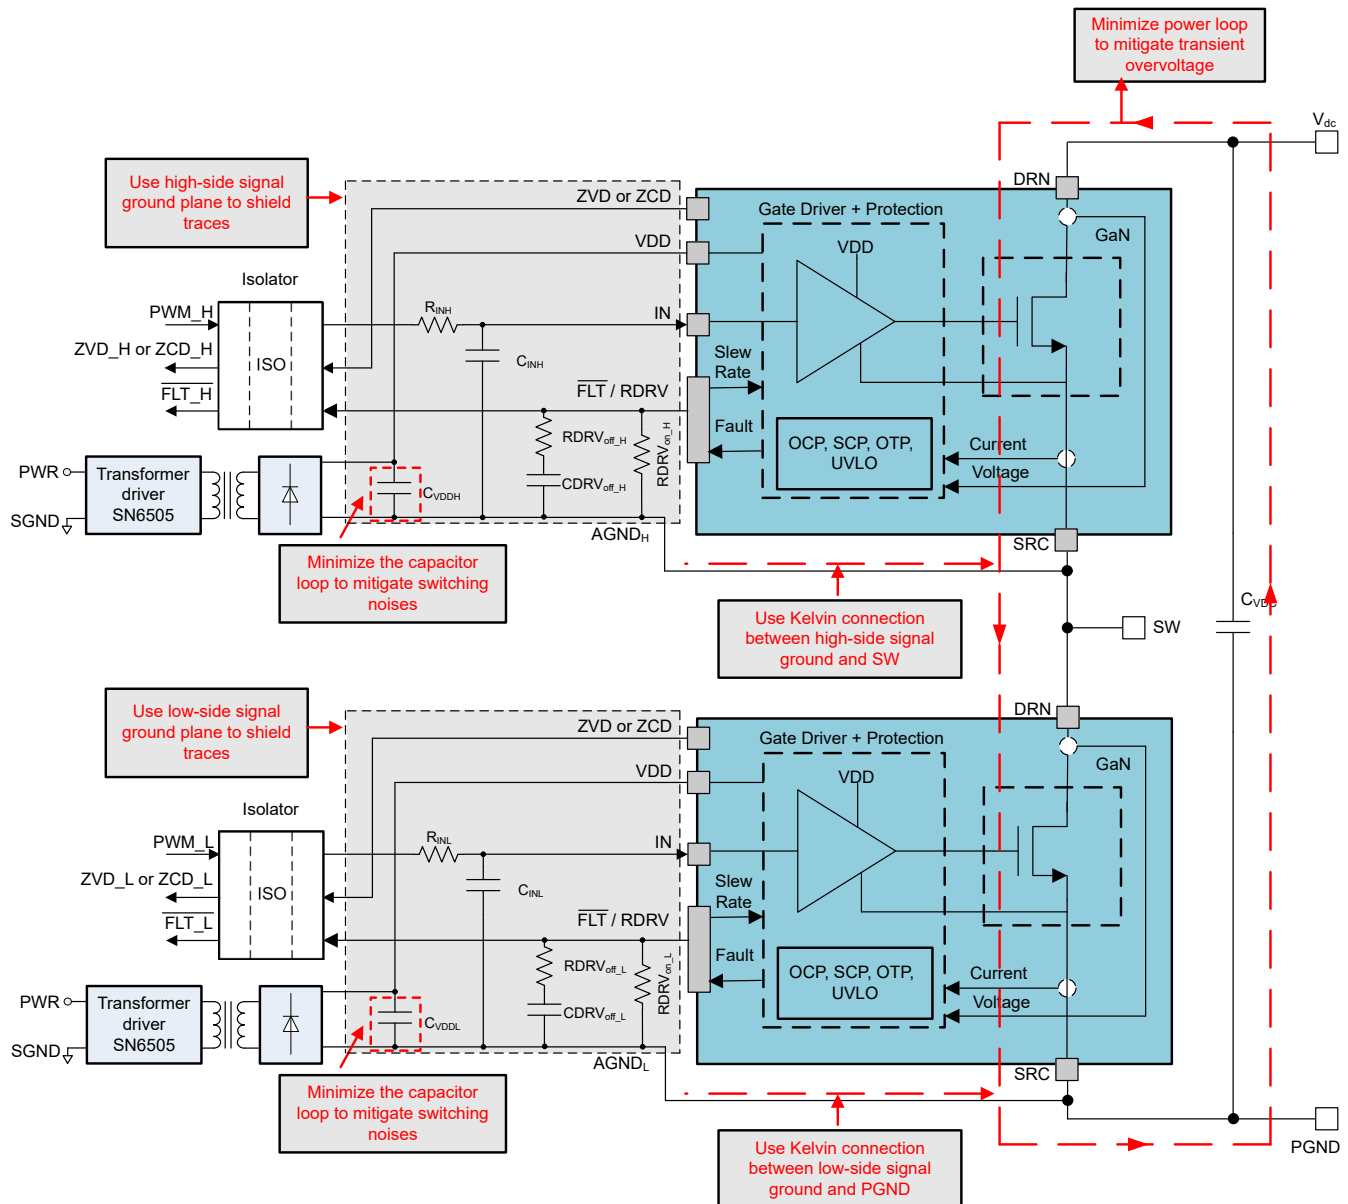 Minimize power loop
to mitigate transient
overvoltage
Vdc
Use high-side signal
ground plane to shield
traces
ZVD or ZCD
DRN
Gate Driver + Protection
GaN
VDD
VDD
Isolator
PWM_H
RINH
IN
ZVD_H or ZCD_H
ISO
CINH
Slew
Rate
FLT_H
FLT / RDRV
Fault
RDRVoff_H
RDRVon_H
OCP, SCP, OTP,
UVLO
Current
Voltage
PWR
Transformer
driver
SN6505
CVDDH
CDRVoff_H
SGND
AGNDH
SRC
Minimize the capacitor
loop to mitigate switching
noises
Use Kelvin connection
between high-side signal
ground and SW
SW
Use low-side signal
ground plane to shield
traces
ZVD or ZCD
DRN
Gate Driver + Protection
GaN
VDD
VDD
Isolator
PWM_L
RINL
IN
ZVD_L or ZCD_L
ISO
CINL
Slew
Rate
FLT_L
FLT / RDRV
Fault
RDRVoff_L
RDRVon_L
OCP, SCP, OTP,
UVLO
Current
Voltage
PWR
Transformer
driver
SN6505
CVDDL
CDRVoff_L
SGND
AGNDL
SRC
Minimize the capacitor
loop to mitigate switching
noises
Use Kelvin connection
between low-side signal
ground and PGND
PGND